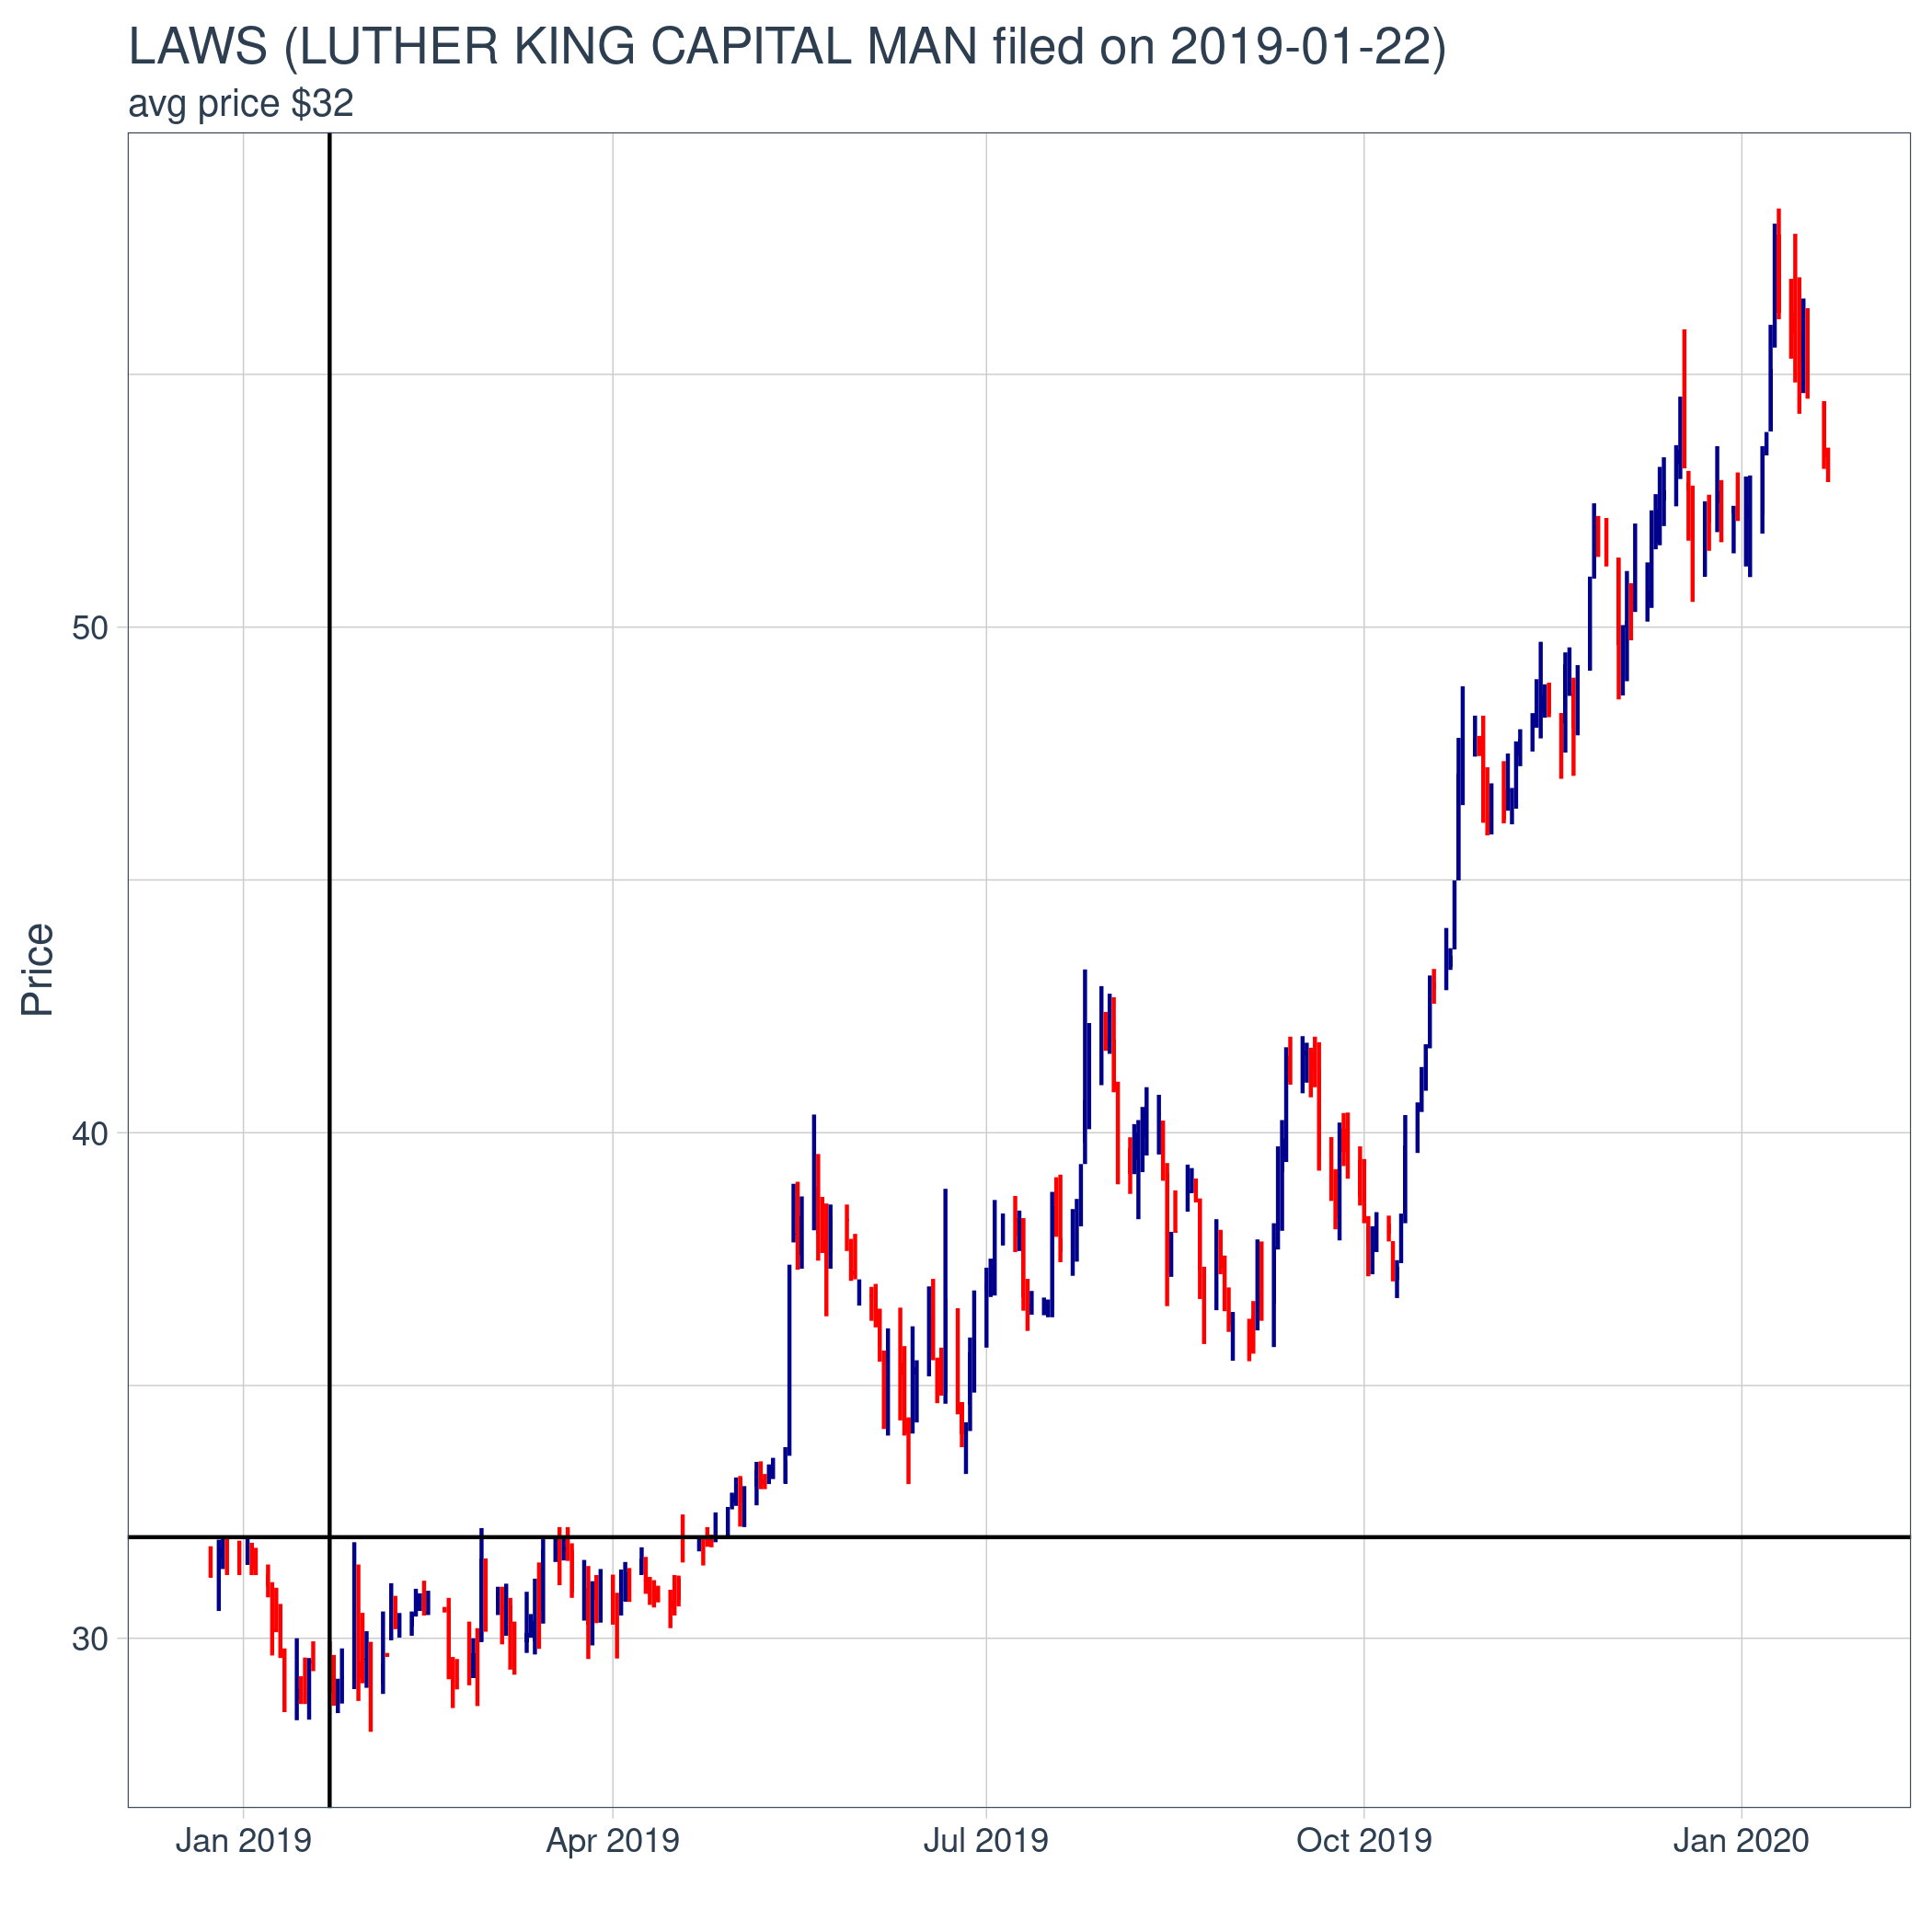 LAWS (LUTHER KING CAPITAL MAN filed on 2019-01-22)
avg price $32
Price
50
40
30
Jan 2019 Apr 2019 Jul 2019 Oct 2019 Jan 2020